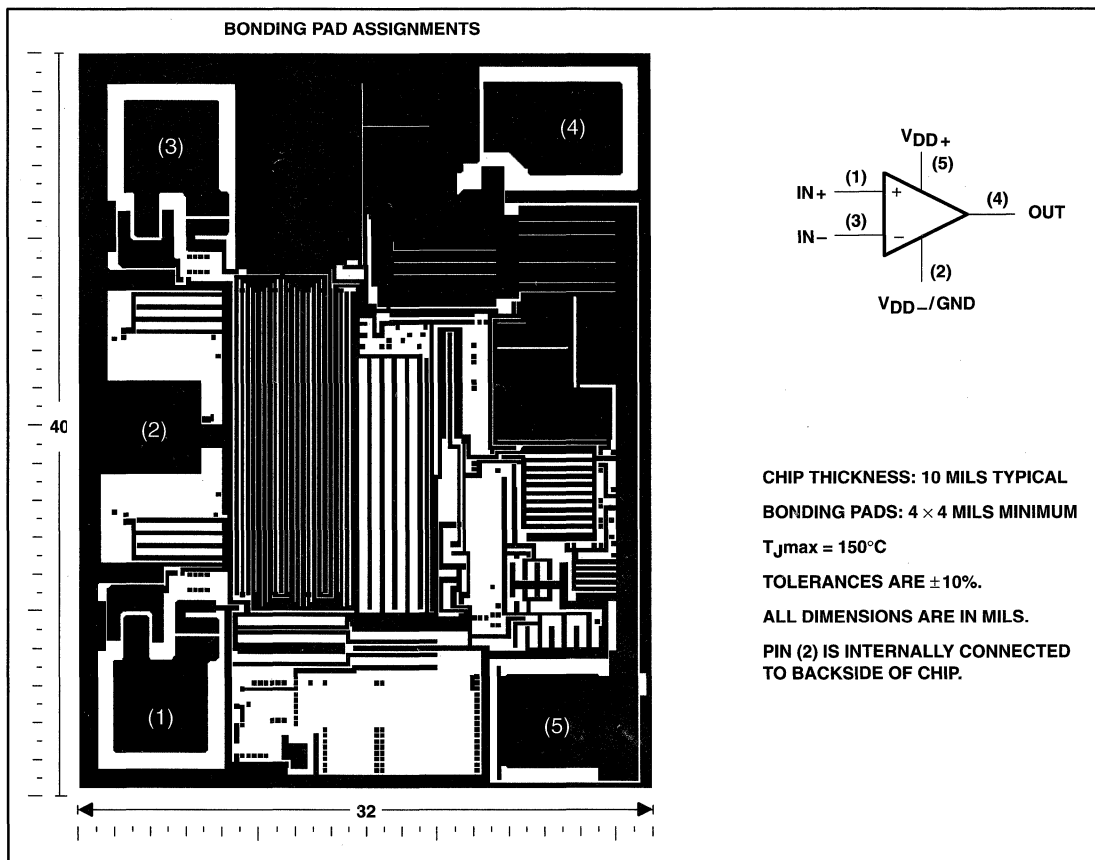 BONDING PAD ASSIGNMENTS
(3)
(4)
40
(2)
(1)
(5)
32
VDD+
(5)
IN+
(1)
+
(4)
OUT
IN−
(3)
−
(2)
VDD−/GND
CHIP THICKNESS: 10 MILS TYPICAL
BONDING PADS: 4 × 4 MILS MINIMUM
TJmax = 150°C
TOLERANCES ARE ±10%.
ALL DIMENSIONS ARE IN MILS.
PIN (2) IS INTERNALLY CONNECTED
TO BACKSIDE OF CHIP.